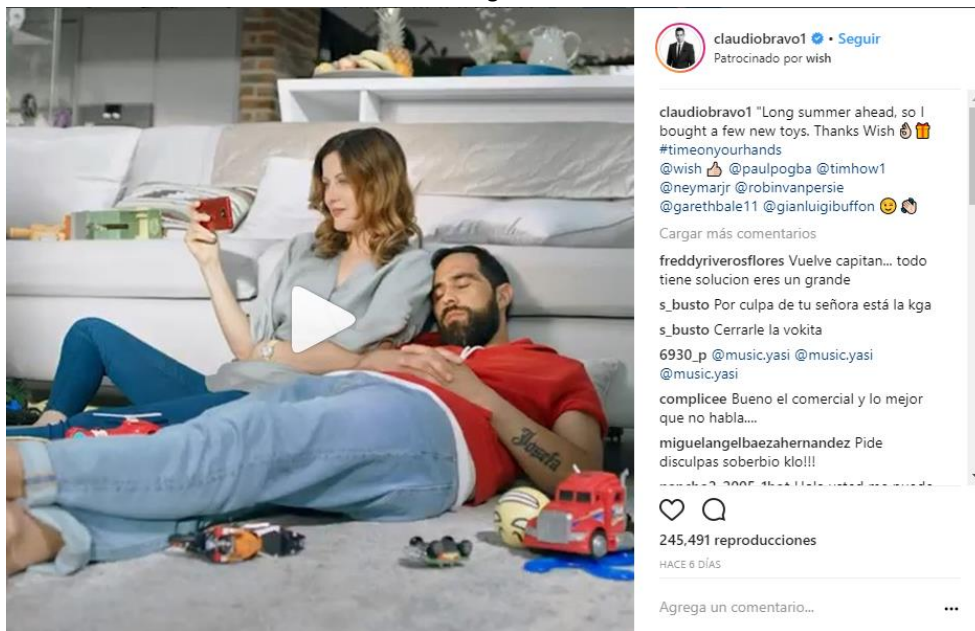 claudiobravo1 • Seguir
Patrocinado por wish
claudiobravo1 "Long summer ahead, so I
bought a few new toys. Thanks Wish 👌🏻🎁
#timeonyourhands
@wish 👍🏻 @paulpogba @timhow1
@neymarjr @robinvanpersie
@garethbale11 @gianluigibuffon 😉 👏🏻
Cargar más comentarios
freddyriverosflores Vuelve capitan... todo
tiene solucion eres un grande
s_busto Por culpa de tu señora está la kga
s_busto Cerrarle la vokita
6930_p @music.yasi @music.yasi
@music.yasi
complicee Bueno el comercial y lo mejor
que no habla....
miguelangelbaezahernandez Pide
disculpas soberbio klo!!!
245,491 reproducciones
HACE 6 DÍAS
Agrega un comentario...
Josefa